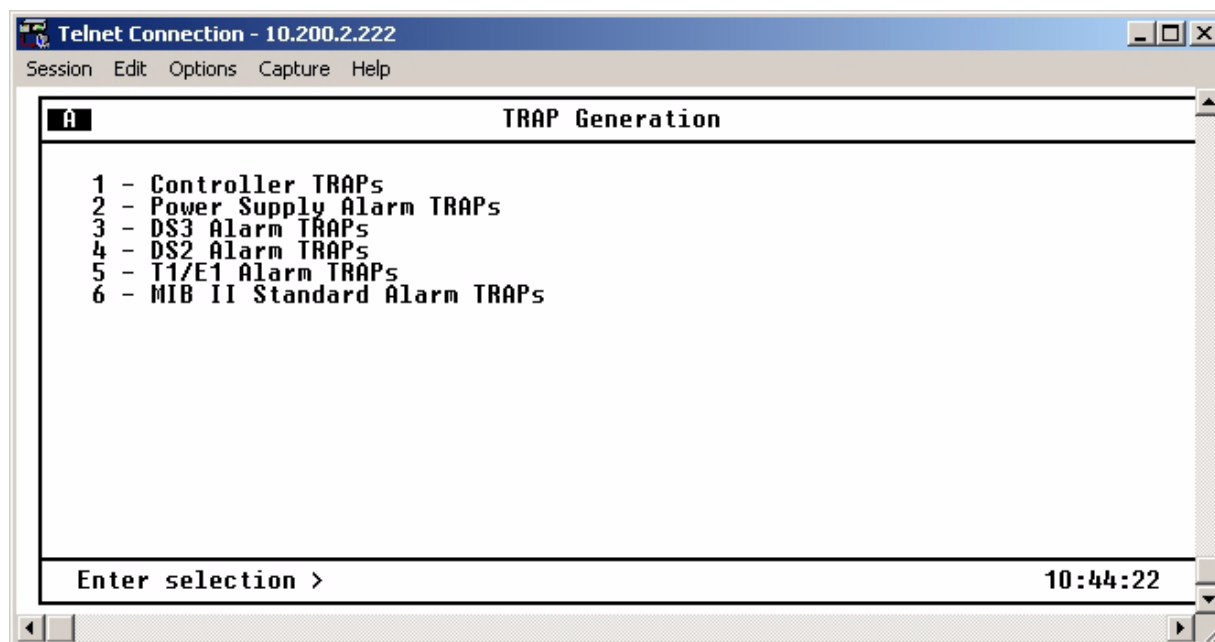 Telnet Connection - 10.200.2.222
Session Edit Options Capture Help
A TRAP Generation
1 - Controller TRAPs
2 - Power Supply Alarm TRAPs
3 - DS3 Alarm TRAPs
4 - DS2 Alarm TRAPs
5 - T1/E1 Alarm TRAPs
6 - MIB II Standard Alarm TRAPs
Enter selection > 10:44:22